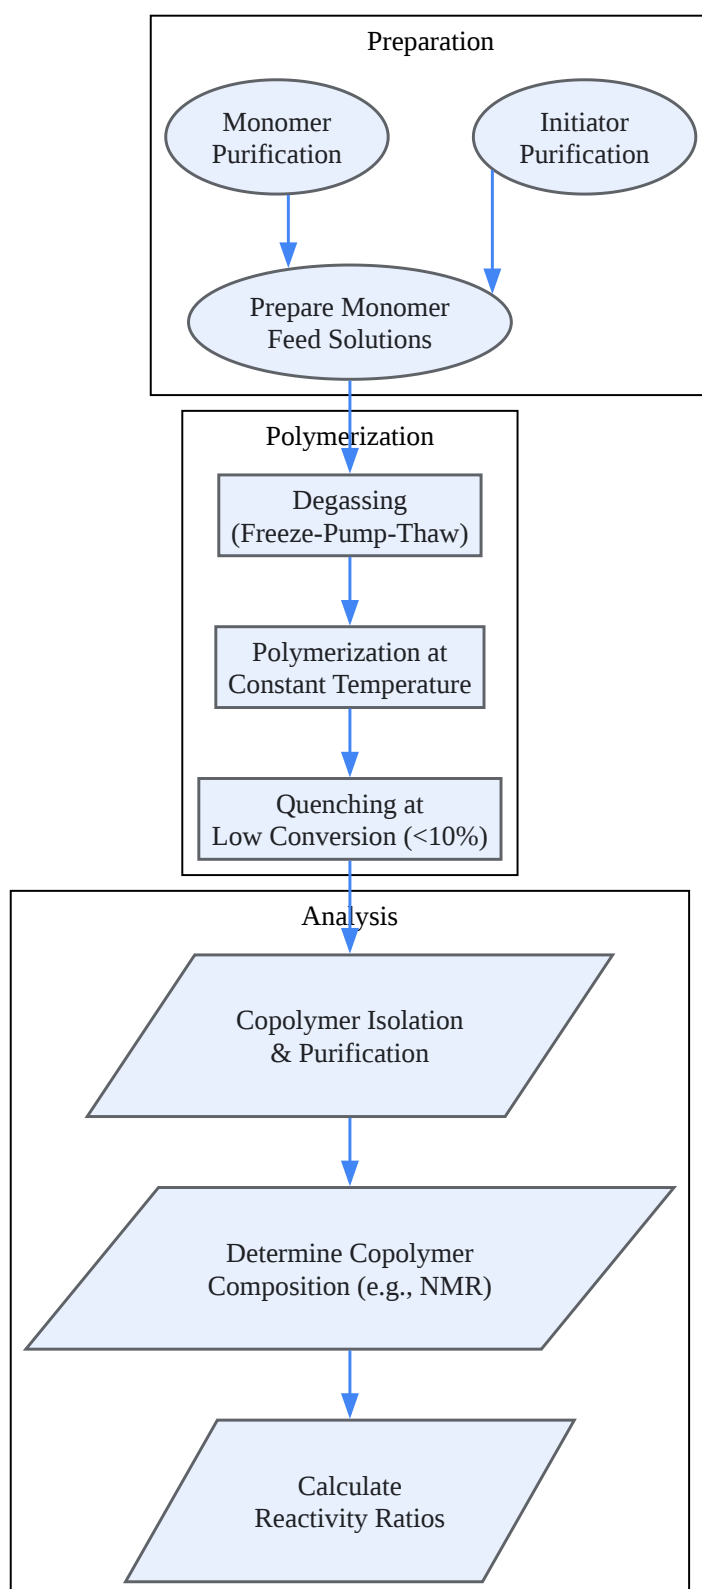 Preparation
Monomer
Purification
Initiator
Purification
Prepare Monomer
Feed Solutions
Polymerization
Degassing
(Freeze-Pump-Thaw)
Polymerization at
Constant Temperature
Quenching at
Low Conversion (<10%)
Analysis
Copolymer Isolation
& Purification
Determine Copolymer
Composition (e.g., NMR)
Calculate
Reactivity Ratios